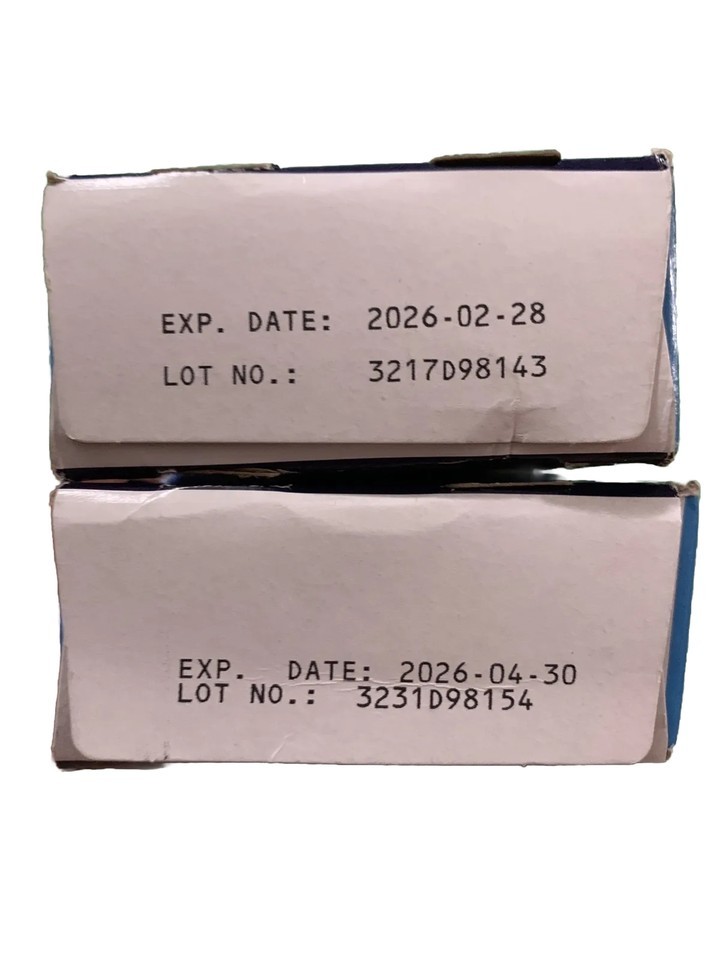 EXP. DATE: 2026-02-28
LOT NO.: 3217D98143
EXP. DATE: 2026-04-30
LOT NO.: 3231D98154